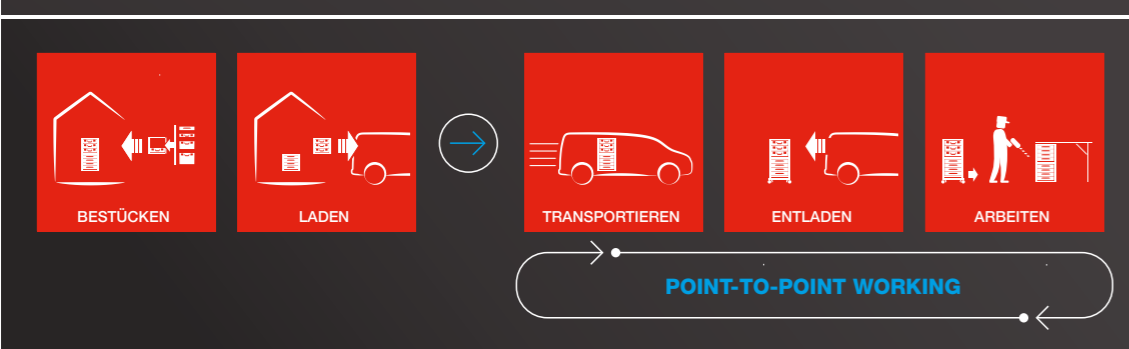 BESTÜCKEN
LADEN
TRANSPORTIEREN
ENTLADEN
ARBEITEN
POINT-TO-POINT WORKING